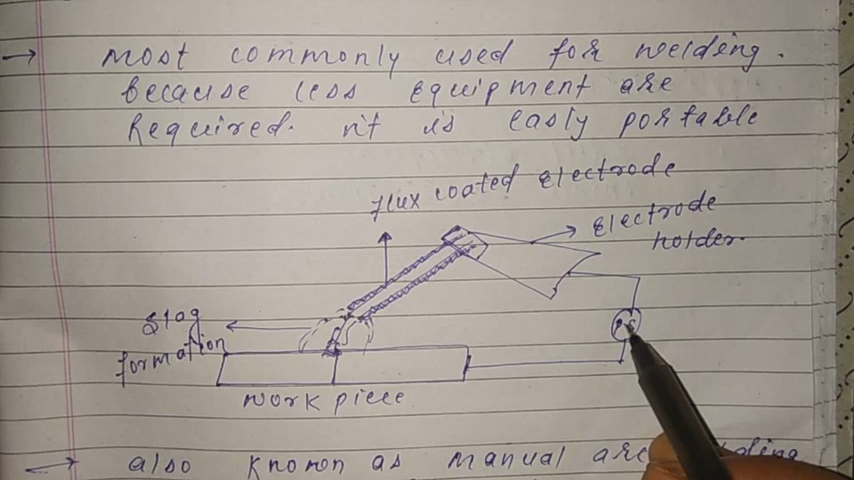 most commonly used for welding.
because less equipment are
Required. it is easly portable
flux coated electrode
Electrode
holder.
slag
formation
work piece
also known as manual arc